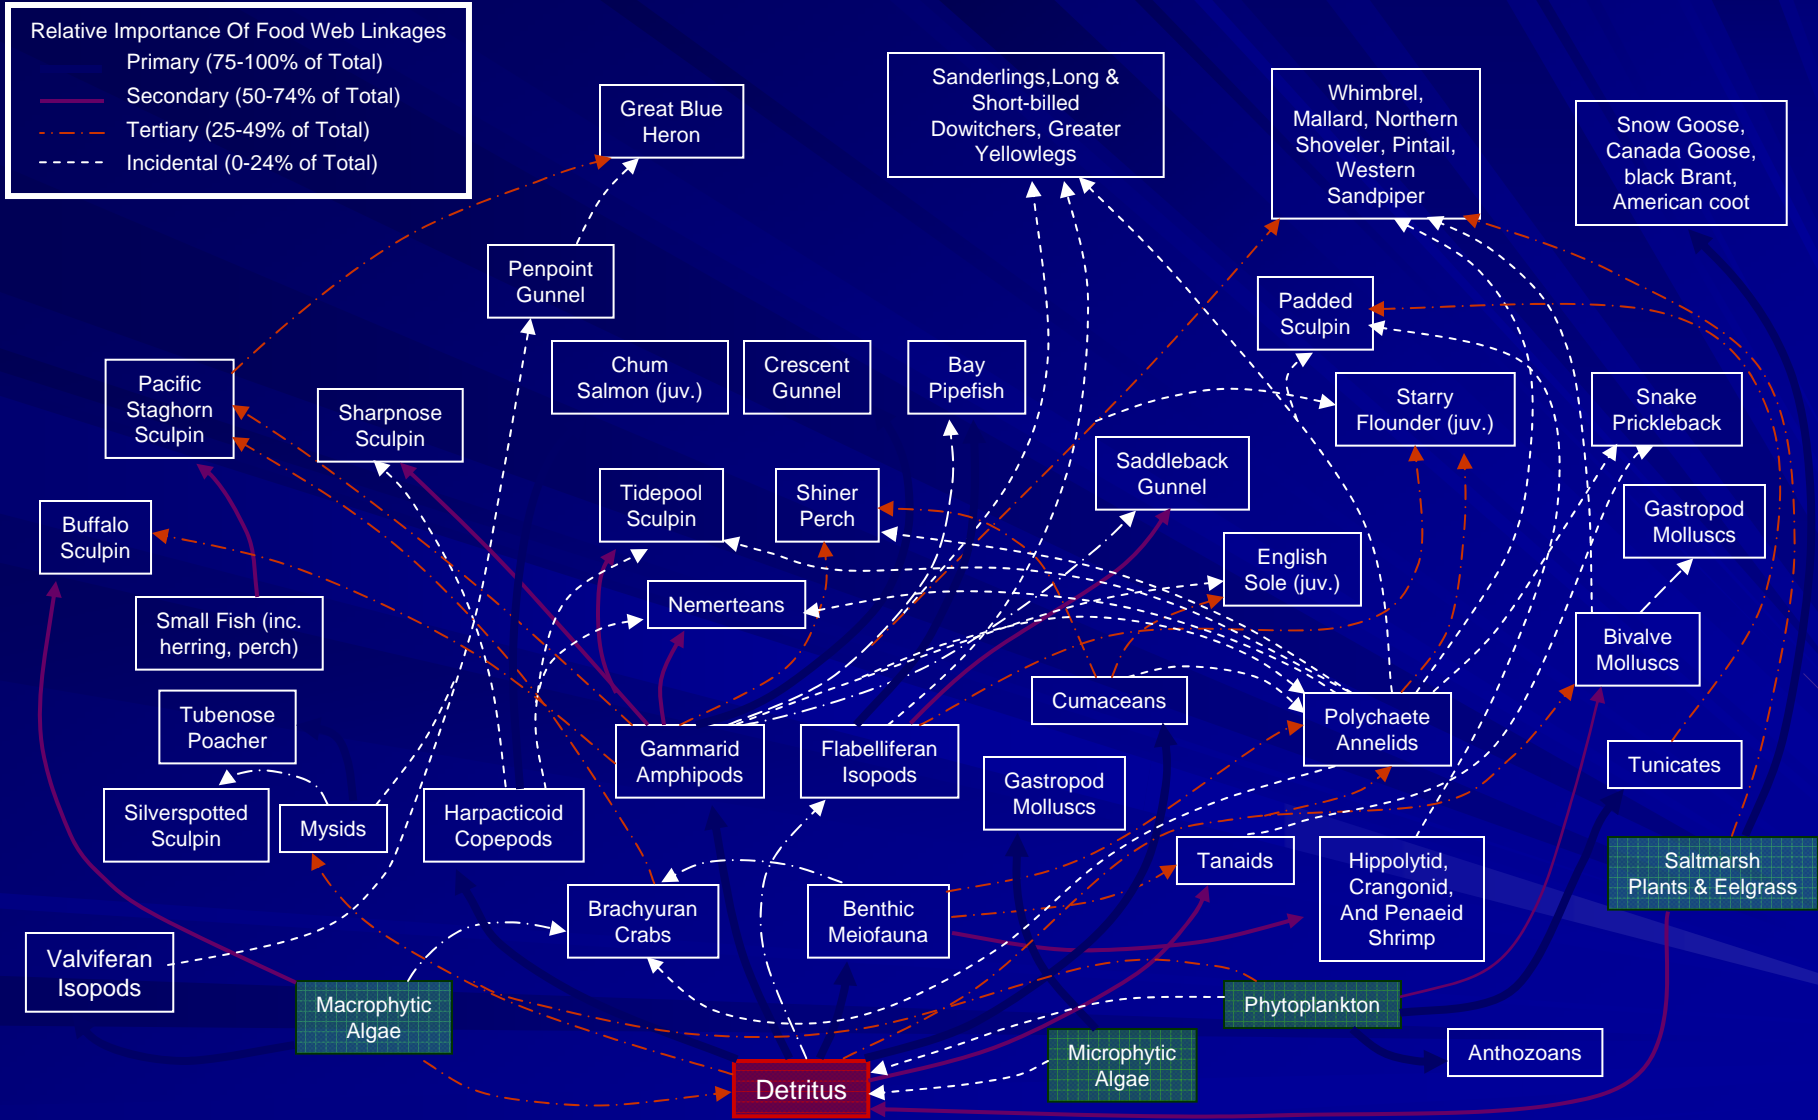 Relative Importance Of Food Web Linkages
Primary (75-100% of Total)
Secondary (50-74% of Total)
Tertiary (25-49% of Total)
Incidental (0-24% of Total)
Great Blue
Heron
Sanderlings,Long &
Short-billed
Dowitchers, Greater
Yellowlegs
Whimbrel,
Mallard, Northern
Shoveler, Pintail,
Western
Sandpiper
Snow Goose,
Canada Goose,
black Brant,
American coot
Penpoint
Gunnel
Padded
Sculpin
Pacific
Staghorn
Sculpin
Sharpnose
Sculpin
Chum
Salmon (juv.)
Crescent
Gunnel
Bay
Pipefish
Starry
Flounder (juv.)
Snake
Prickleback
Buffalo
Sculpin
Tidepool
Sculpin
Shiner
Perch
Saddleback
Gunnel
Gastropod
Molluscs
English
Sole (juv.)
Small Fish (inc.
herring, perch)
Nemerteans
Bivalve
Molluscs
Tubenose
Poacher
Cumaceans
Polychaete
Annelids
Gammarid
Amphipods
Flabelliferan
Isopods
Tunicates
Silverspotted
Sculpin
Mysids
Harpacticoid
Copepods
Gastropod
Molluscs
Tanaids
Hippolytid,
Crangonid,
And Penaeid
Shrimp
Saltmarsh
Plants & Eelgrass
Brachyuran
Crabs
Benthic
Meiofauna
Valviferan
Isopods
Macrophytic
Algae
Phytoplankton
Anthozoans
Microphytic
Algae
Detritus